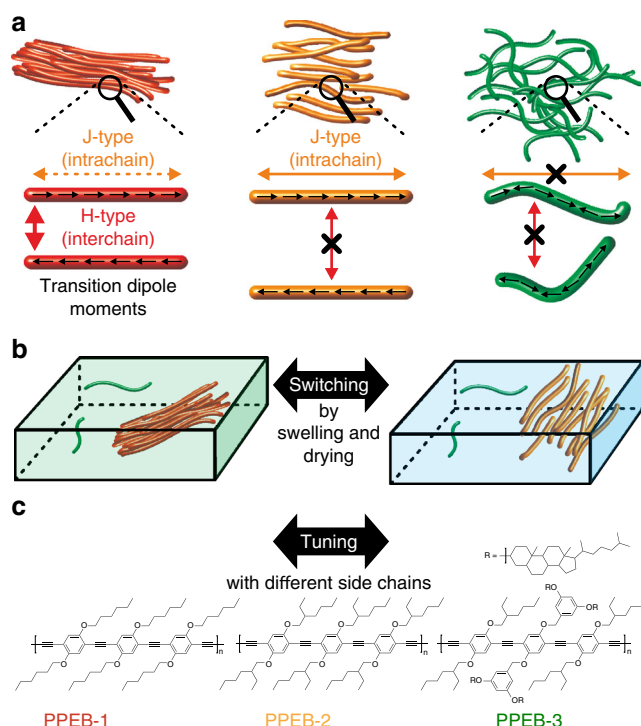 a
J-type
(intrachain)
H-type
(interchain)
Transition dipole
moments
J-type
(intrachain)
b
Switching
by
swelling and
drying
c
Tuning
with different side chains
R =
O O O
n
O O O
O O O
n
O O O
RO
OR
O O
n
O O
RO
OR
PPEB-1
PPEB-2
PPEB-3